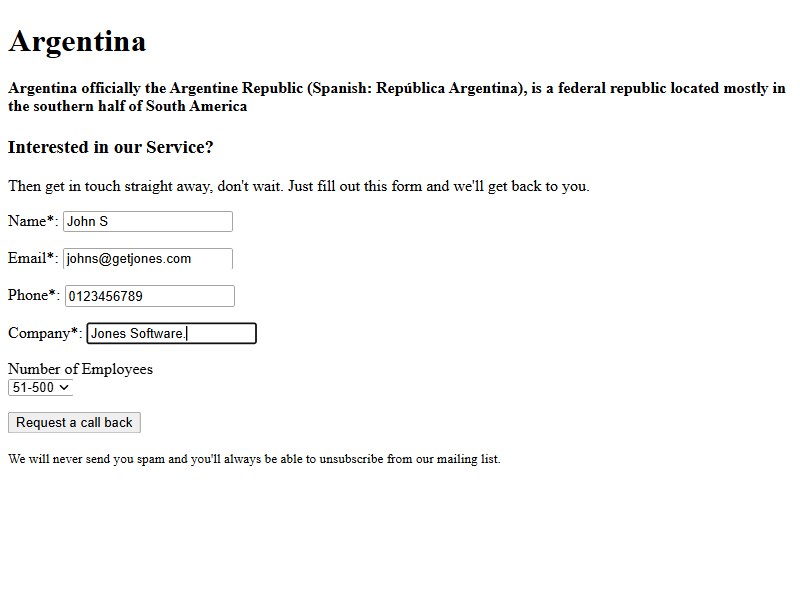 Argentina
Argentina officially the Argentine Republic (Spanish: República Argentina), is a federal republic located mostly in
the southern half of South America
Interested in our Service?
Then get in touch straight away, don't wait. Just fill out this form and we'll get back to you.
Name*: John S
Email*: johns@getjones.com
Phone*: 0123456789
Company*: Jones Software.
Number of Employees
51-500
Request a call back
We will never send you spam and you'll always be able to unsubscribe from our mailing list.